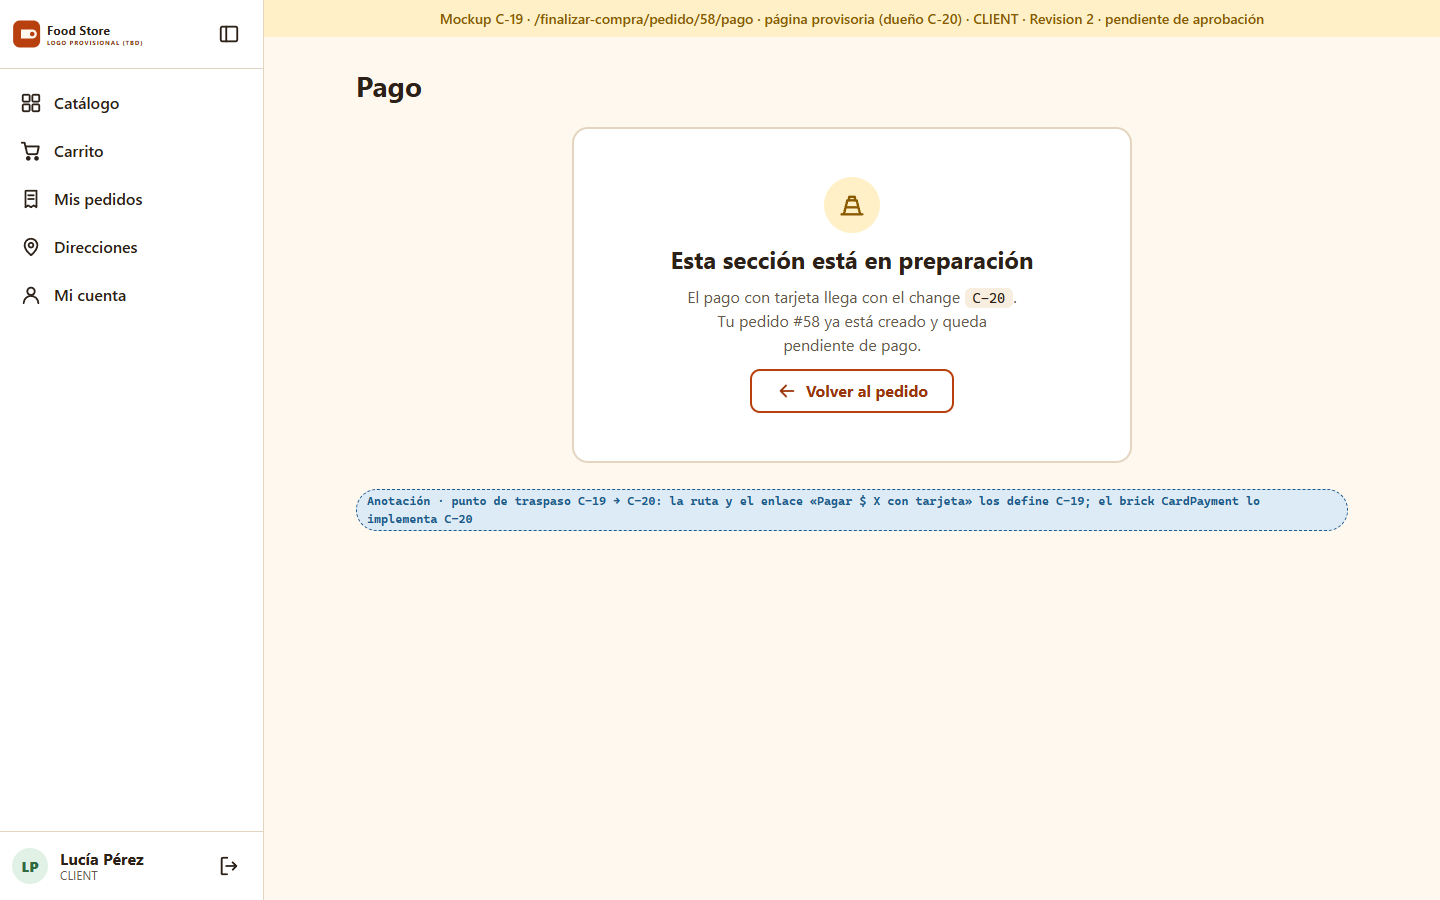 Food Store
LOGO PROVISIONAL (TBD)
Catálogo
Carrito
Mis pedidos
Direcciones
Mi cuenta
LP
Lucía Pérez
CLIENT
Mockup C-19 · /finalizar-compra/pedido/58/pago · página provisoria (dueño C-20) · CLIENT · Revision 2 · pendiente de aprobación
Pago
Esta sección está en preparación
El pago con tarjeta llega con el change C-20.
Tu pedido #58 ya está creado y queda
pendiente de pago.
← Volver al pedido
Anotación · punto de traspaso C-19 → C-20: la ruta y el enlace «Pagar $ X con tarjeta» los define C-19; el brick CardPayment lo
implementa C-20